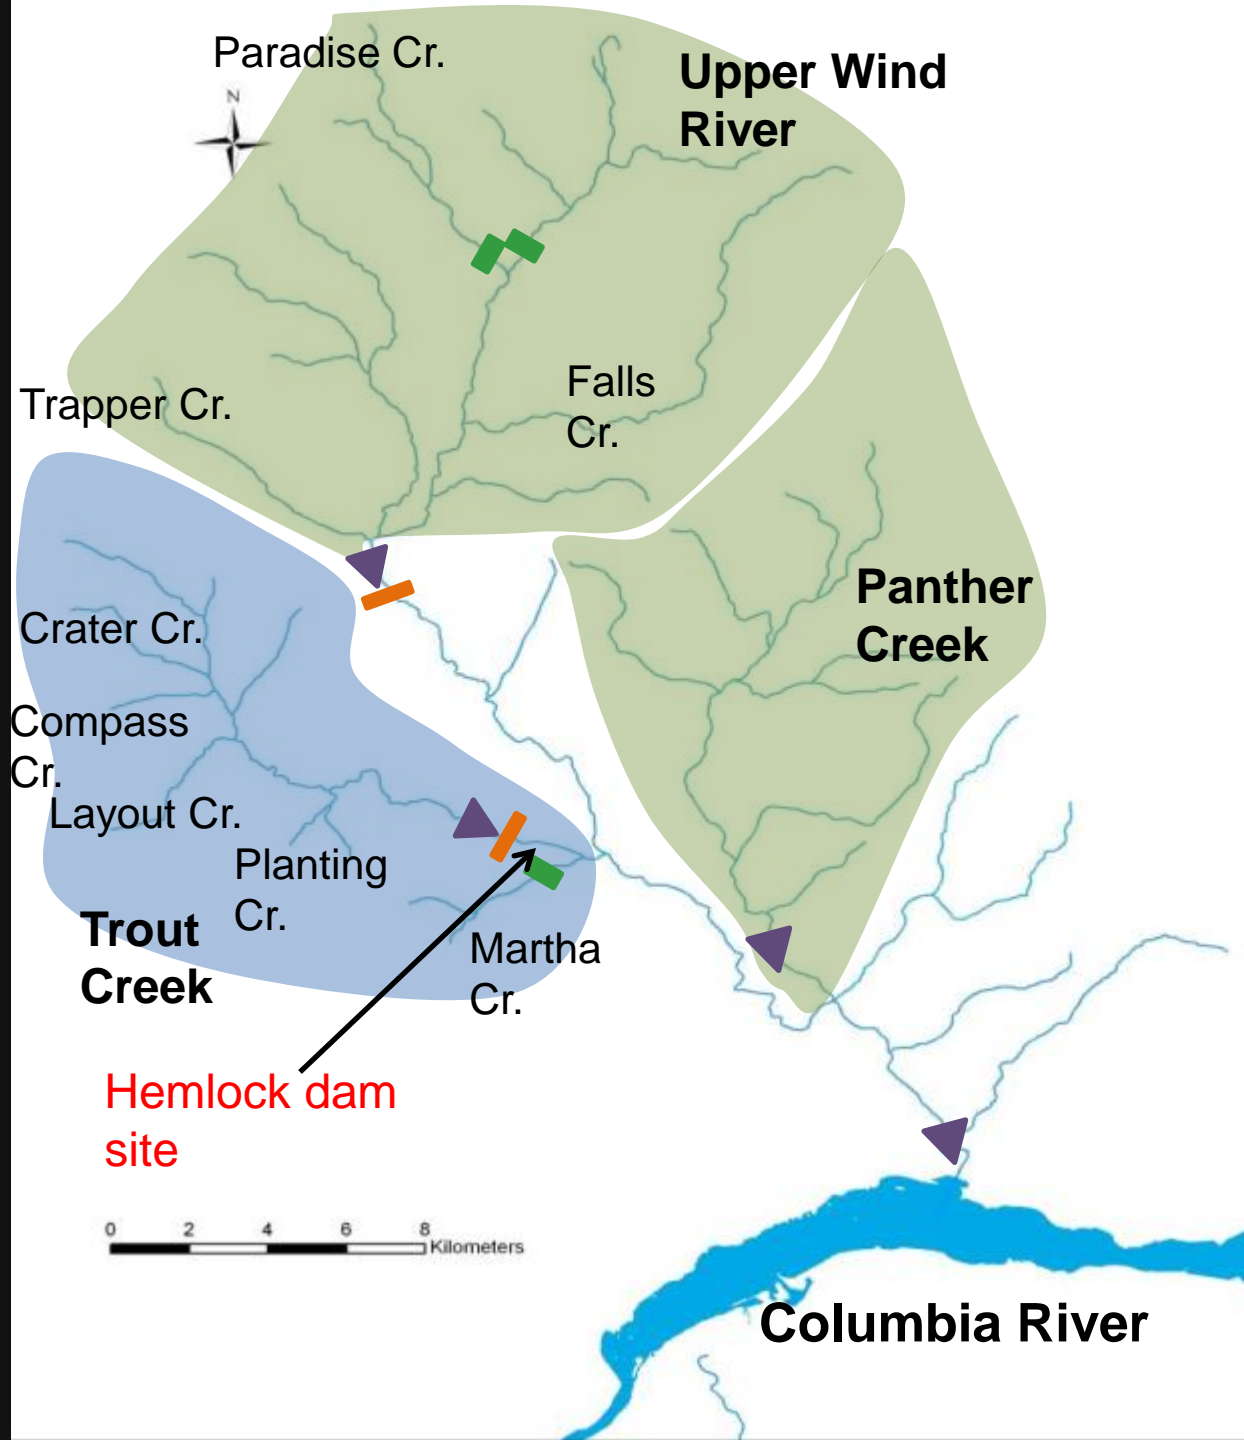 Paradise Cr.
Upper Wind
River
N
Trapper Cr.
Falls
Cr.
Panther
Creek
Crater Cr.
Compass
Cr.
Layout Cr.
Planting
Cr.
Trout
Creek
Martha
Cr.
Hemlock dam
site
0 2 4 6 8
Kilometers
Columbia River